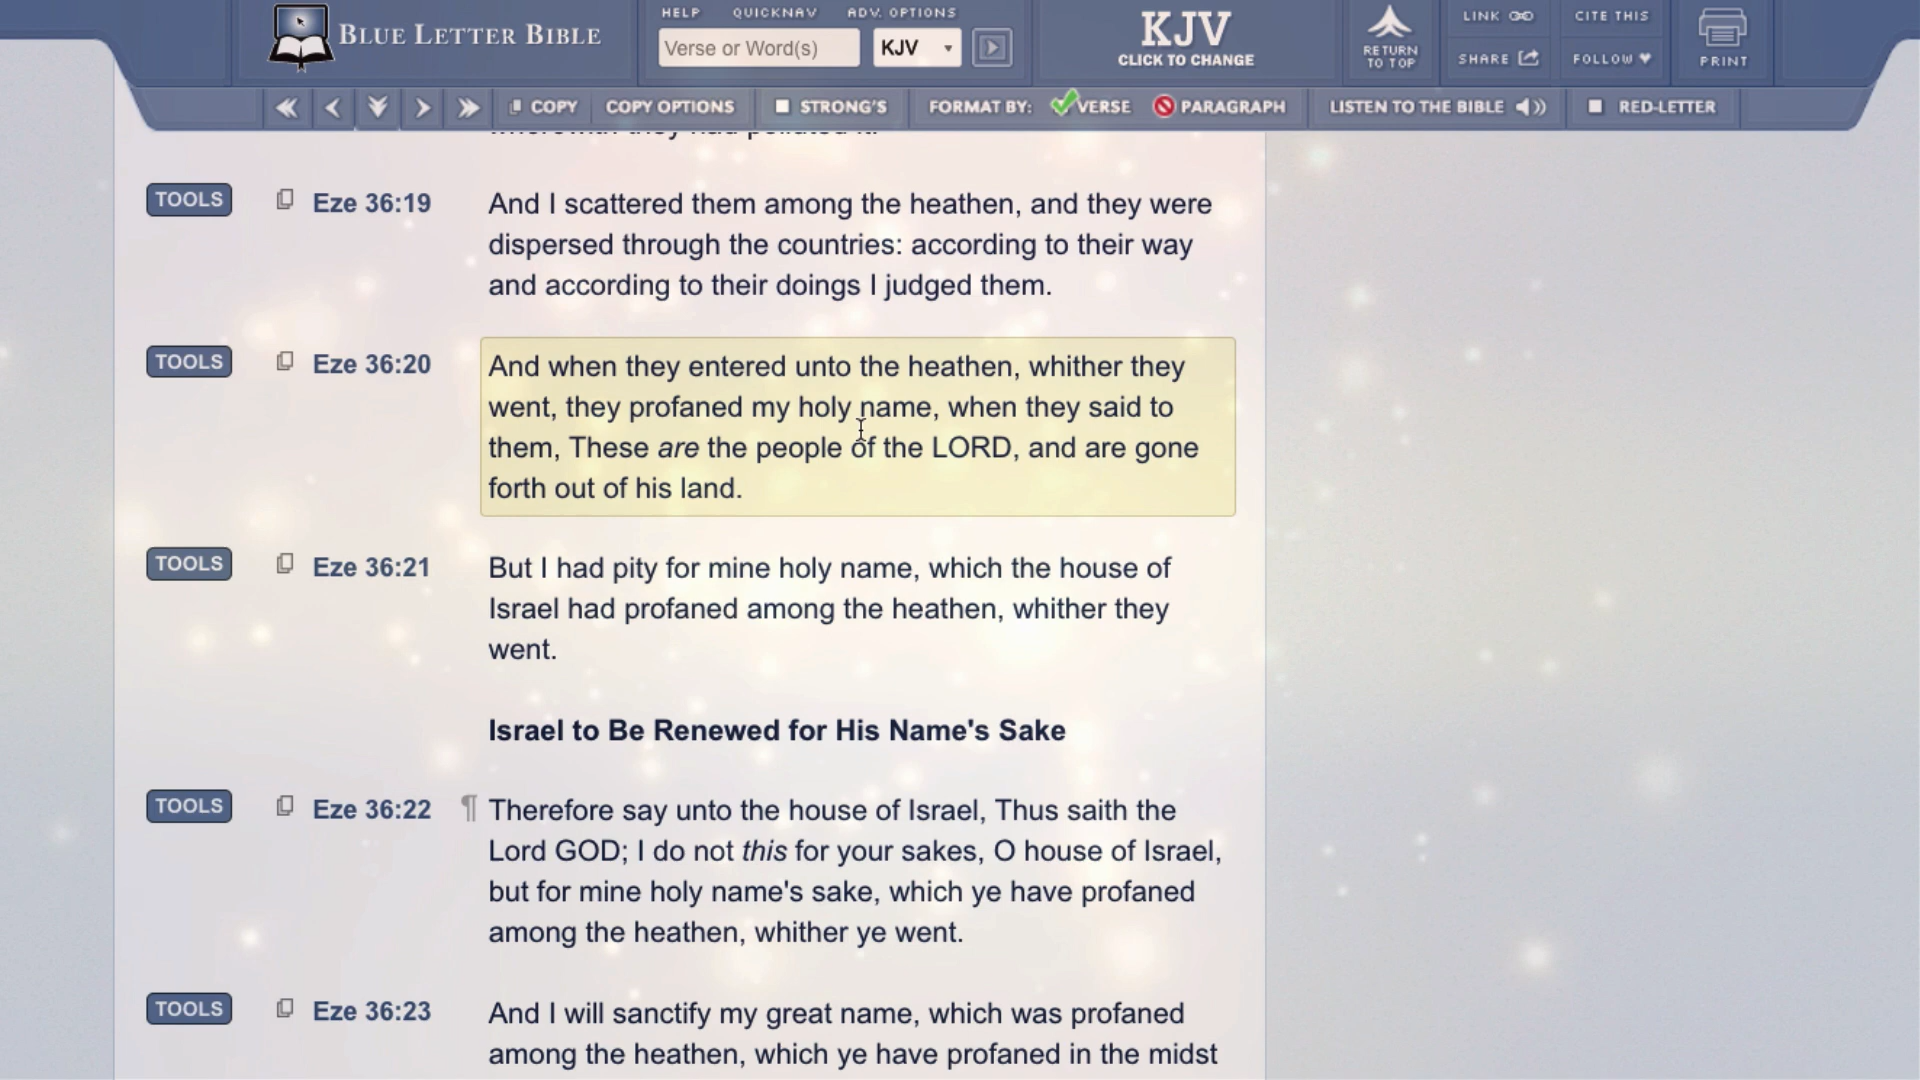 BLUE LETTER BIBLE
HELP QUICKNAV ADV. OPTIONS
Verse or Word(s) KJV
KJV
CLICK TO CHANGE
RETURN
TO TOP
LINK
SHARE
CITE THIS
FOLLOW
PRINT
COPY COPY OPTIONS STRONG'S FORMAT BY: VERSE PARAGRAPH LISTEN TO THE BIBLE RED-LETTER
wherewith they had polluted it:
TOOLS Eze 36:19 And I scattered them among the heathen, and they were
dispersed through the countries: according to their way
and according to their doings I judged them.
TOOLS Eze 36:20 And when they entered unto the heathen, whither they
went, they profaned my holy name, when they said to
them, These are the people of the LORD, and are gone
forth out of his land.
TOOLS Eze 36:21 But I had pity for mine holy name, which the house of
Israel had profaned among the heathen, whither they
went.
Israel to Be Renewed for His Name's Sake
TOOLS Eze 36:22 ¶ Therefore say unto the house of Israel, Thus saith the
Lord GOD; I do not this for your sakes, O house of Israel,
but for mine holy name's sake, which ye have profaned
among the heathen, whither ye went.
TOOLS Eze 36:23 And I will sanctify my great name, which was profaned
among the heathen, which ye have profaned in the midst